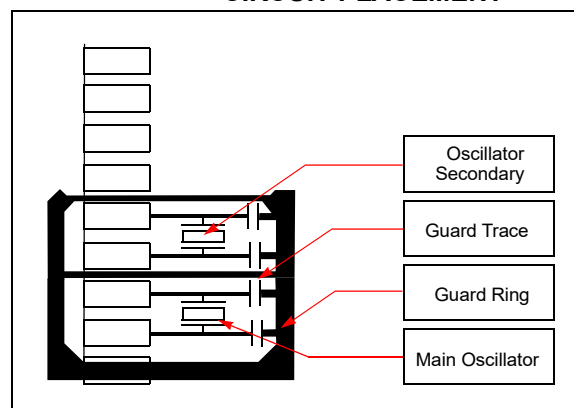 Oscillator
Secondary
Guard Trace
Guard Ring
Main Oscillator